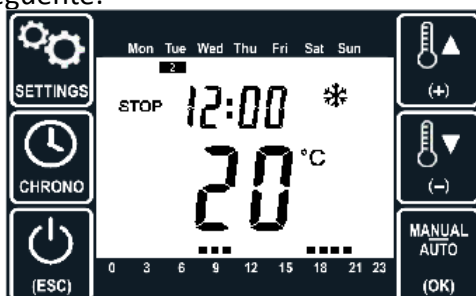 seguente:
Mon Tue Wed Thu Fri Sat Sun
2
SETTINGS
STOP 12:00
(+)
20 °C
CHRONO
(−)
MANUAL
AUTO
(ESC)
0 3 6 9 12 15 18 21 23
(OK)